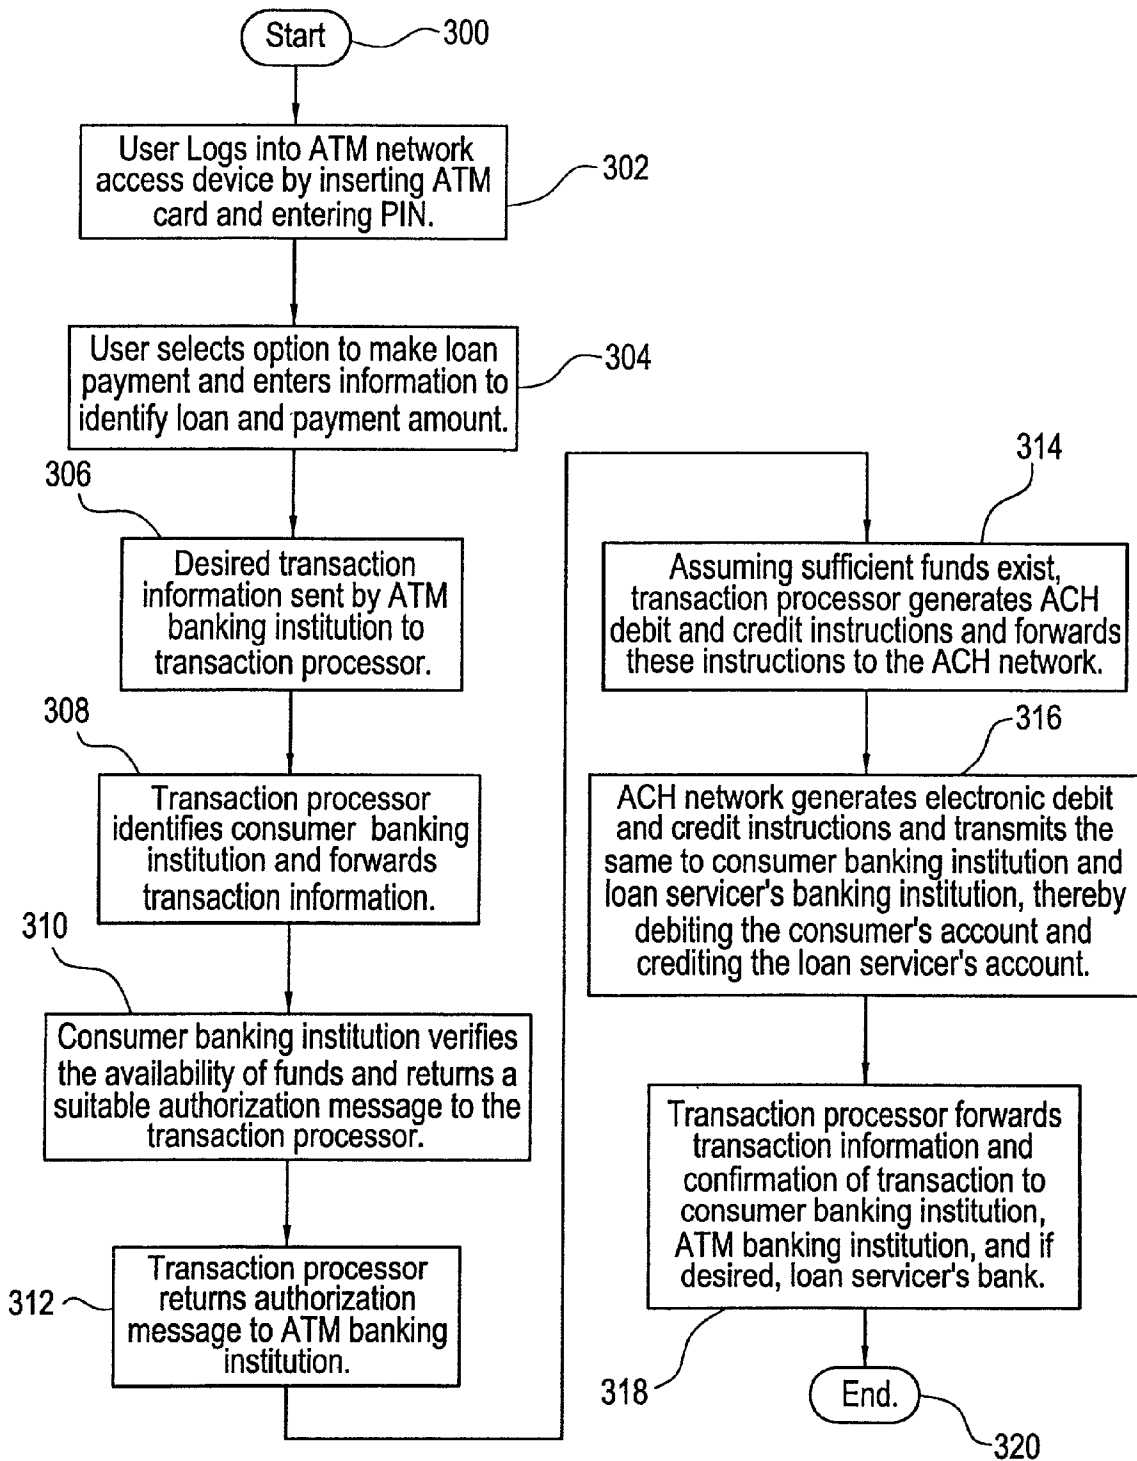 Start
300
User Logs into ATM network
access device by inserting ATM
card and entering PIN.
302
User selects option to make loan
payment and enters information to
identify loan and payment amount.
304
306
Desired transaction
information sent by ATM
banking institution to
transaction processor.
308
Transaction processor
identifies consumer banking
institution and forwards
transaction information.
310
Consumer banking institution verifies
the availability of funds and returns a
suitable authorization message to the
transaction processor.
312
Transaction processor
returns authorization
message to ATM banking
institution.
314
Assuming sufficient funds exist,
transaction processor generates ACH
debit and credit instructions and forwards
these instructions to the ACH network.
316
ACH network generates electronic debit
and credit instructions and transmits the
same to consumer banking institution and
loan servicer's banking institution, thereby
debiting the consumer's account and
crediting the loan servicer's account.
Transaction processor forwards
transaction information and
confirmation of transaction to
consumer banking institution,
ATM banking institution, and if
desired, loan servicer's bank.
318
End.
320